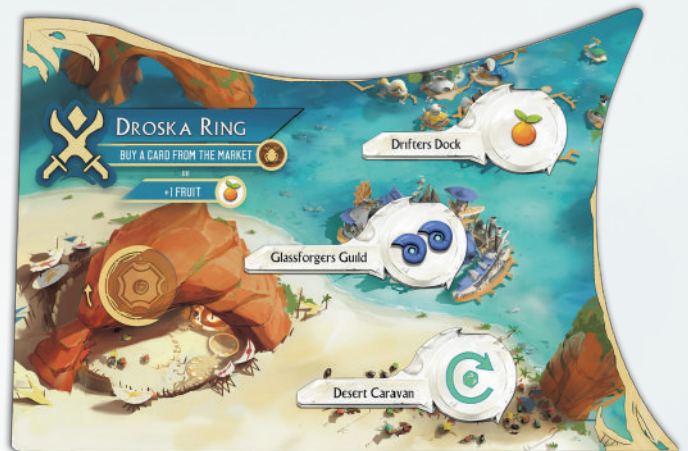 DROSKA RING
BUY A CARD FROM THE MARKET
OR
+1 FRUIT
Drifters Dock
Glassforgers Guild
Desert Caravan